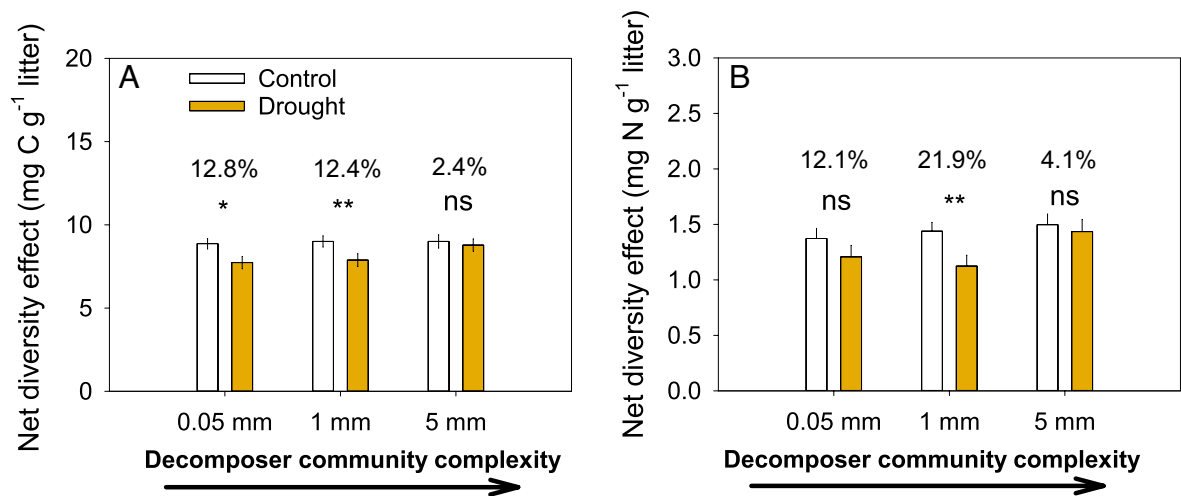 Net diversity effect (mg C g⁻¹ litter)
20
15
10
5
0
A
Control
Drought
12.8%
12.4%
2.4%
*
**
ns
0.05 mm
1 mm
5 mm
Decomposer community complexity
Net diversity effect (mg N g⁻¹ litter)
3.0
2.5
2.0
1.5
1.0
0.5
0.0
B
12.1%
21.9%
4.1%
ns
**
ns
0.05 mm
1 mm
5 mm
Decomposer community complexity